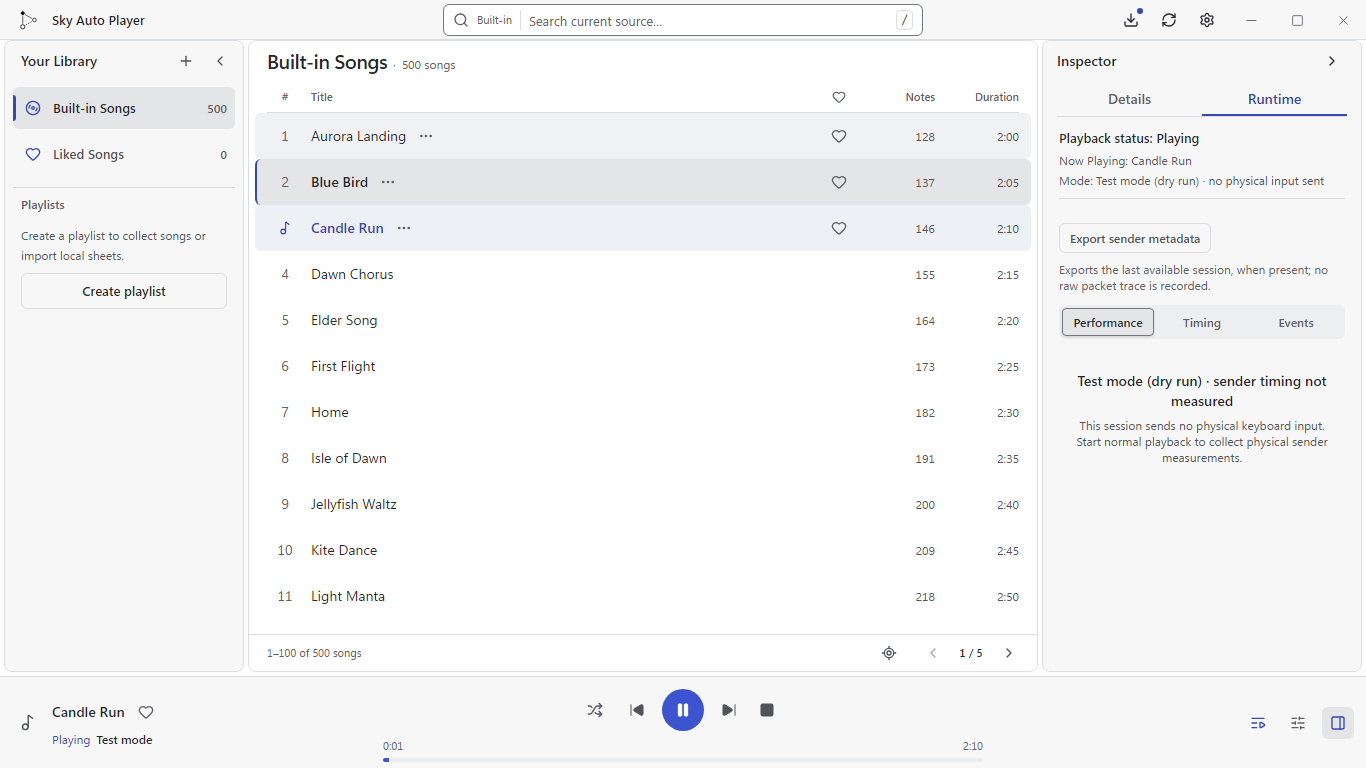 Sky Auto Player
Built-in
Search current source...
/
Your Library
Built-in Songs 500
Liked Songs 0
Playlists
Create a playlist to collect songs or
import local sheets.
Create playlist
Built-in Songs · 500 songs
# Title Notes Duration
1 Aurora Landing ··· 128 2:00
2 Blue Bird ··· 137 2:05
Candle Run ··· 146 2:10
4 Dawn Chorus 155 2:15
5 Elder Song 164 2:20
6 First Flight 173 2:25
7 Home 182 2:30
8 Isle of Dawn 191 2:35
9 Jellyfish Waltz 200 2:40
10 Kite Dance 209 2:45
11 Light Manta 218 2:50
1–100 of 500 songs
1 / 5
Inspector
Details Runtime
Playback status: Playing
Now Playing: Candle Run
Mode: Test mode (dry run) · no physical input sent
Export sender metadata
Exports the last available session, when present; no
raw packet trace is recorded.
Performance Timing Events
Test mode (dry run) · sender timing not
measured
This session sends no physical keyboard input.
Start normal playback to collect physical sender
measurements.
Candle Run
Playing Test mode
0:01 2:10